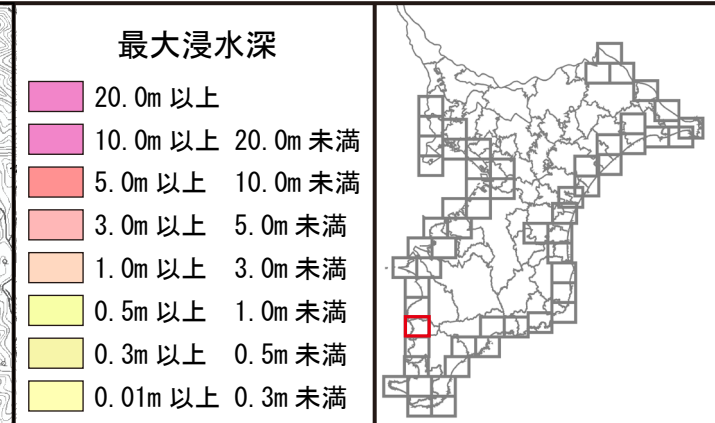 最大浸水深
20.0m 以上
10.0m 以上 20.0m 未満
5.0m 以上 10.0m 未満
3.0m 以上 5.0m 未満
1.0m 以上 3.0m 未満
0.5m 以上 1.0m 未満
0.3m 以上 0.5m 未満
0.01m 以上 0.3m 未満